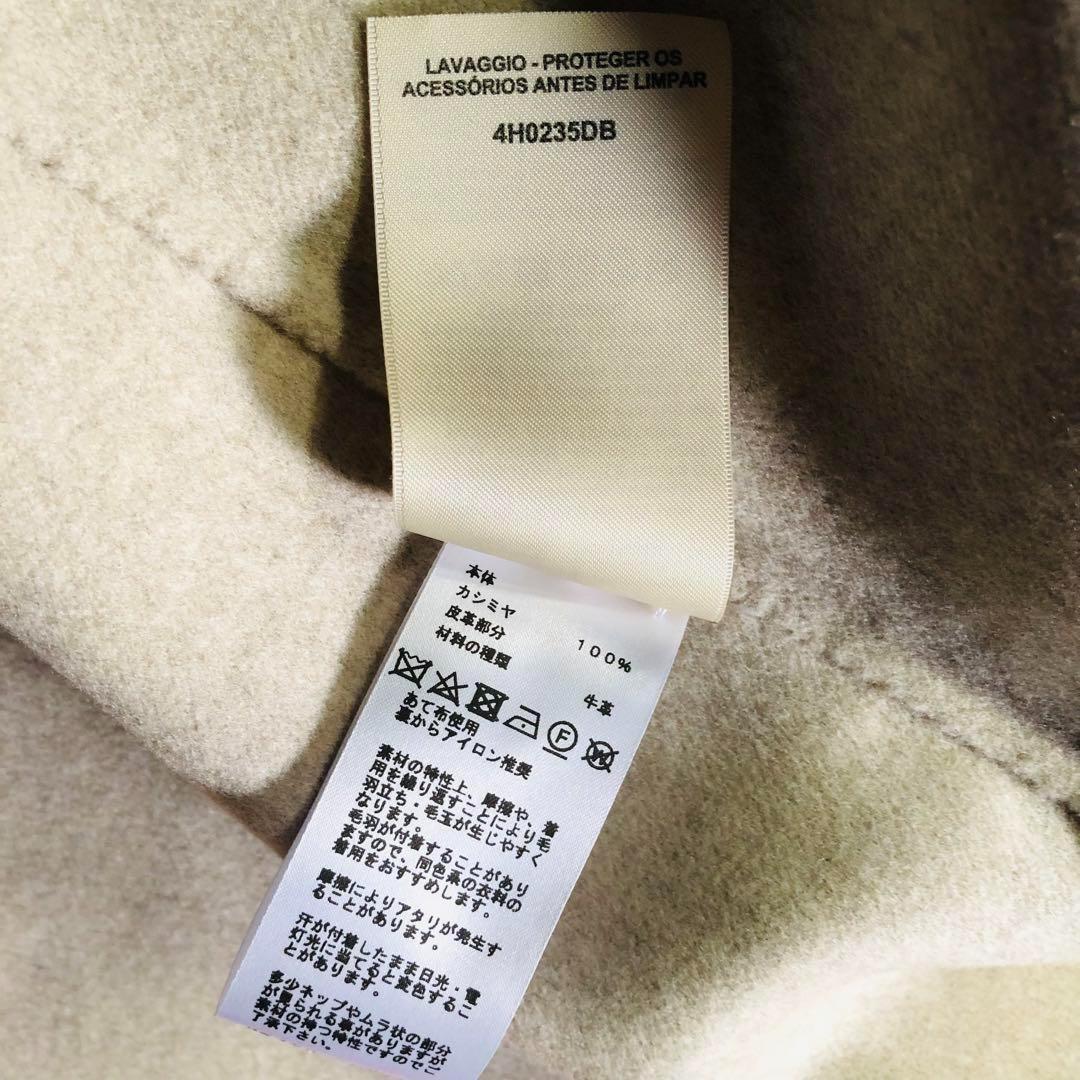 LAVAGGIO - PROTEGER OS
ACESSÓRIOS ANTES DE LIMPAR
4H0235DB
本体
カシミヤ 100%
皮革部分
材料の種類 牛革
F
W
あて布使用
裏からアイロン推奨
素材の特性上、摩擦や、着
用を繰り返すことにより毛
羽立ち・毛玉が生じやすく
なります。
毛羽が付着することがあり
ますので、同色系の衣料の
着用をおすすめします。
摩擦によりアタリが発生す
ることがあります。
汗が付着したまま日光・電
灯光に当てると変色するこ
とがあります。
多少ネップやムラ状の部分
が見られる事がありますが
素材の持つ特性ですのでご
了承下さい。